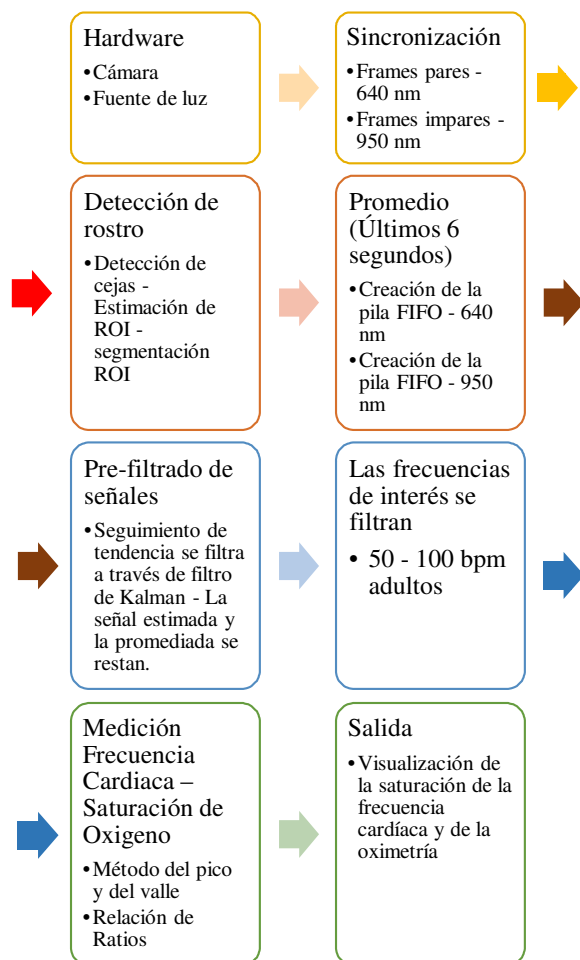 Hardware
•Cámara
•Fuente de luz
Sincronización
•Frames pares -
640 nm
•Frames impares -
950 nm
Detección de
rostro
•Detección de
cejas -
Estimación de
ROI -
segmentación
ROI
Promedio
(Últimos 6
segundos)
•Creación de la
pila FIFO - 640
nm
•Creación de la
pila FIFO - 950
nm
Pre-filtrado de
señales
•Seguimiento de
tendencia se filtra
a través de filtro
de Kalman - La
señal estimada y
la promediada se
restan.
Las frecuencias
de interés se
filtran
• 50 - 100 bpm
adultos
Medición
Frecuencia
Cardiaca –
Saturación de
Oxigeno
•Método del pico
y del valle
•Relación de
Ratios
Salida
•Visualización de
la saturación de la
frecuencia
cardíaca y de la
oximetría